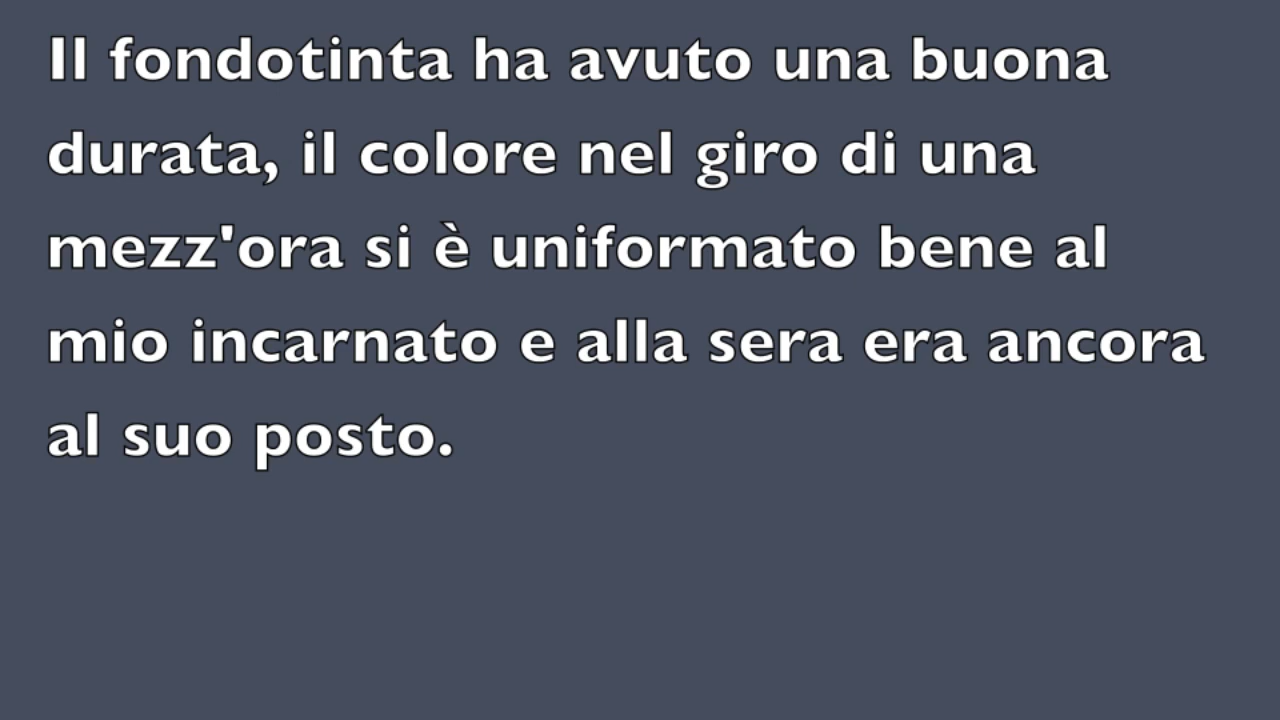 Il fondotinta ha avuto una buona
durata, il colore nel giro di una
mezz'ora si è uniformato bene al
mio incarnato e alla sera era ancora
al suo posto.